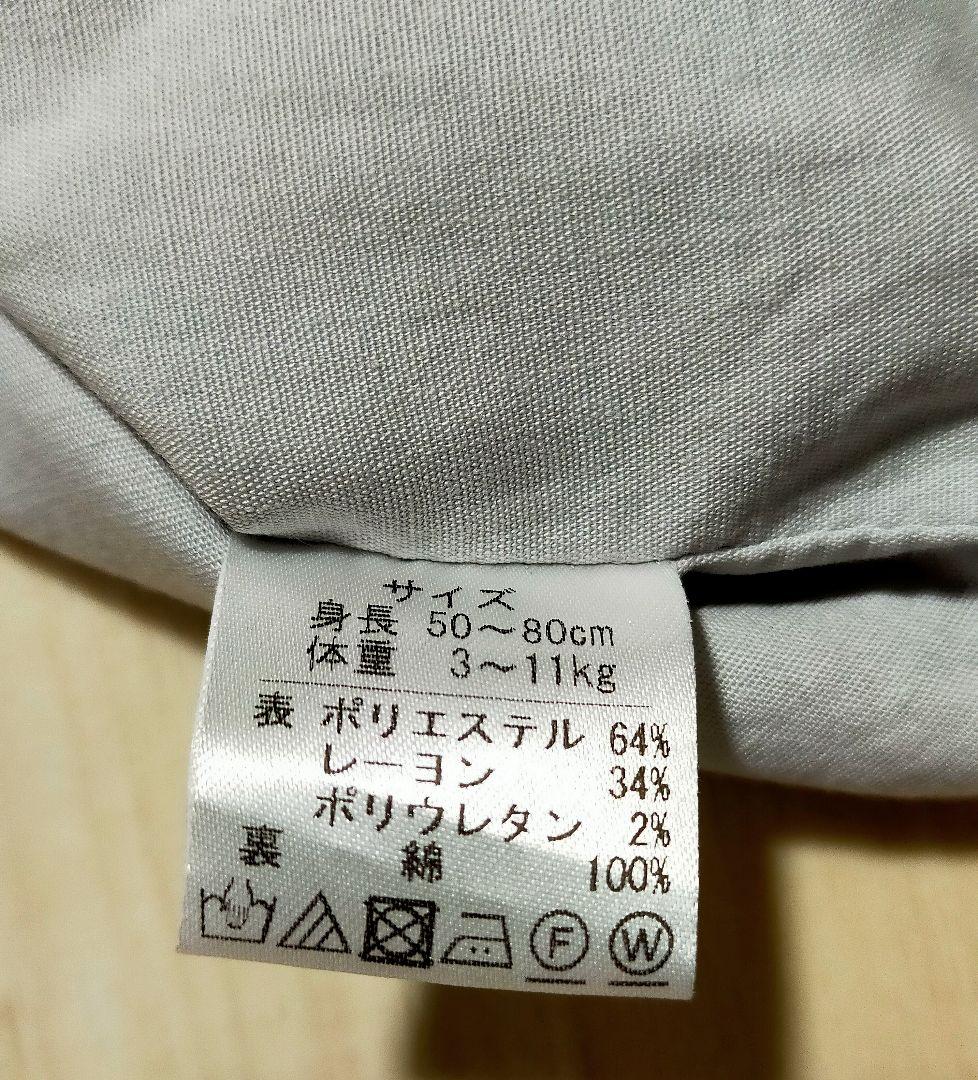 サイズ
身長 50～80cm
体重 3～11kg
表 ポリエステル 64%
レーヨン 34%
ポリウレタン 2%
裏 綿 100%
F W